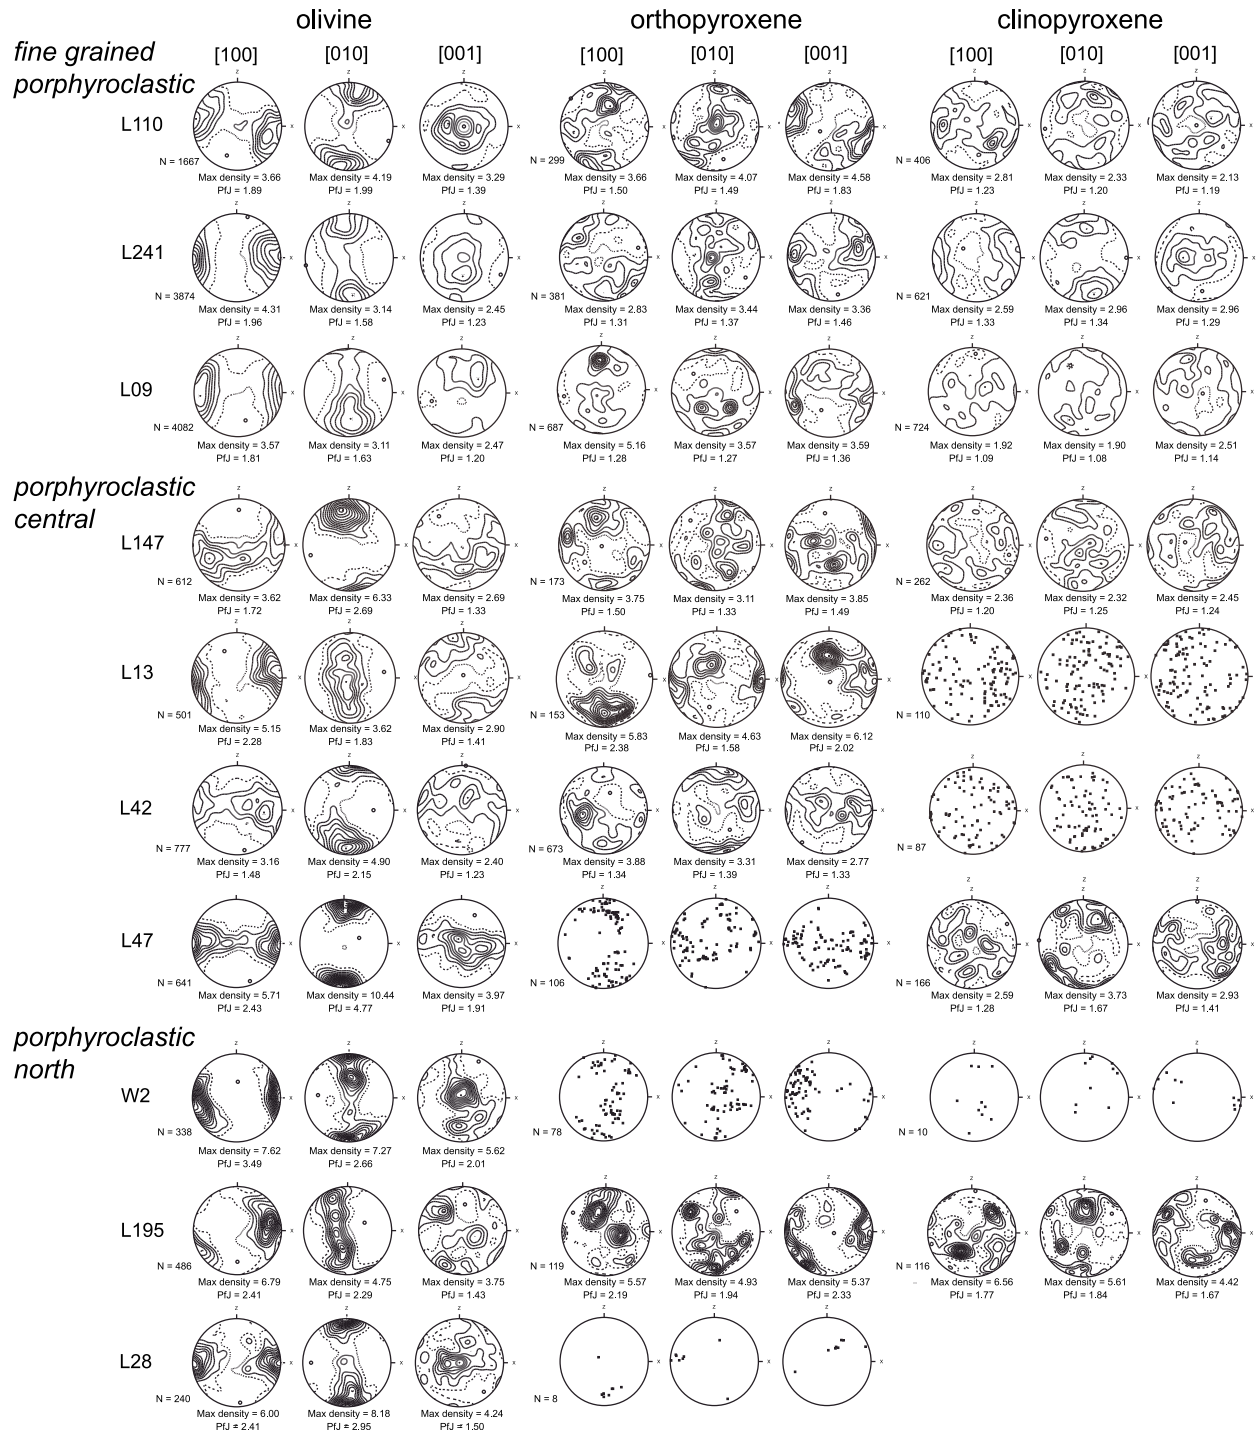 olivine orthopyroxene clinopyroxene
fine grained
porphyroclastic
[100] [010] [001] [100] [010] [001] [100] [010] [001]
z z z z z z z z z
L110 x x x x x x x x x
N = 1667 N = 299 N = 406
Max density = 3.66 Max density = 4.19 Max density = 3.29 Max density = 3.66 Max density = 4.07 Max density = 4.58 Max density = 2.81 Max density = 2.33 Max density = 2.13
PfJ = 1.89 PfJ = 1.99 PfJ = 1.39 PfJ = 1.50 PfJ = 1.49 PfJ = 1.83 PfJ = 1.23 PfJ = 1.20 PfJ = 1.19
L241
N = 3874 N = 381 N = 621
Max density = 4.31 Max density = 3.14 Max density = 2.45 Max density = 2.83 Max density = 3.44 Max density = 3.36 Max density = 2.59 Max density = 2.96 Max density = 2.96
PfJ = 1.96 PfJ = 1.58 PfJ = 1.23 PfJ = 1.31 PfJ = 1.37 PfJ = 1.46 PfJ = 1.33 PfJ = 1.34 PfJ = 1.29
L09
N = 4082 N = 687 N = 724
Max density = 3.57 Max density = 3.11 Max density = 2.47 Max density = 5.16 Max density = 3.57 Max density = 3.59 Max density = 1.92 Max density = 1.90 Max density = 2.51
PfJ = 1.81 PfJ = 1.63 PfJ = 1.20 PfJ = 1.28 PfJ = 1.27 PfJ = 1.36 PfJ = 1.09 PfJ = 1.08 PfJ = 1.14
porphyroclastic
central
L147
N = 612 N = 173 N = 262
Max density = 3.62 Max density = 6.33 Max density = 2.69 Max density = 3.75 Max density = 3.11 Max density = 3.85 Max density = 2.36 Max density = 2.32 Max density = 2.45
PfJ = 1.72 PfJ = 2.69 PfJ = 1.33 PfJ = 1.50 PfJ = 1.33 PfJ = 1.49 PfJ = 1.20 PfJ = 1.25 PfJ = 1.24
L13
N = 501 N = 153 N = 110
Max density = 5.15 Max density = 3.62 Max density = 2.90 Max density = 5.83 Max density = 4.63 Max density = 6.12
PfJ = 2.28 PfJ = 1.83 PfJ = 1.41 PfJ = 2.38 PfJ = 1.58 PfJ = 2.02
L42
N = 777 N = 673 N = 87
Max density = 3.16 Max density = 4.90 Max density = 2.40 Max density = 3.88 Max density = 3.31 Max density = 2.77
PfJ = 1.48 PfJ = 2.15 PfJ = 1.23 PfJ = 1.34 PfJ = 1.39 PfJ = 1.33
L47
N = 641 N = 106 N = 166
Max density = 5.71 Max density = 10.44 Max density = 3.97 Max density = 2.59 Max density = 3.73 Max density = 2.93
PfJ = 2.43 PfJ = 4.77 PfJ = 1.91 PfJ = 1.28 PfJ = 1.67 PfJ = 1.41
porphyroclastic
north
W2
N = 338 N = 78 N = 10
Max density = 7.62 Max density = 7.27 Max density = 5.62
PfJ = 3.49 PfJ = 2.66 PfJ = 2.01
L195
N = 486 N = 119 N = 116
Max density = 6.79 Max density = 4.75 Max density = 3.75 Max density = 5.57 Max density = 4.93 Max density = 5.37 Max density = 6.56 Max density = 5.61 Max density = 4.42
PfJ = 2.41 PfJ = 2.29 PfJ = 1.43 PfJ = 2.19 PfJ = 1.94 PfJ = 2.33 PfJ = 1.77 PfJ = 1.84 PfJ = 1.67
L28
N = 240 N = 8
Max density = 6.00 Max density = 8.18 Max density = 4.24
PfJ = 2.41 PfJ = 2.95 PfJ = 1.50